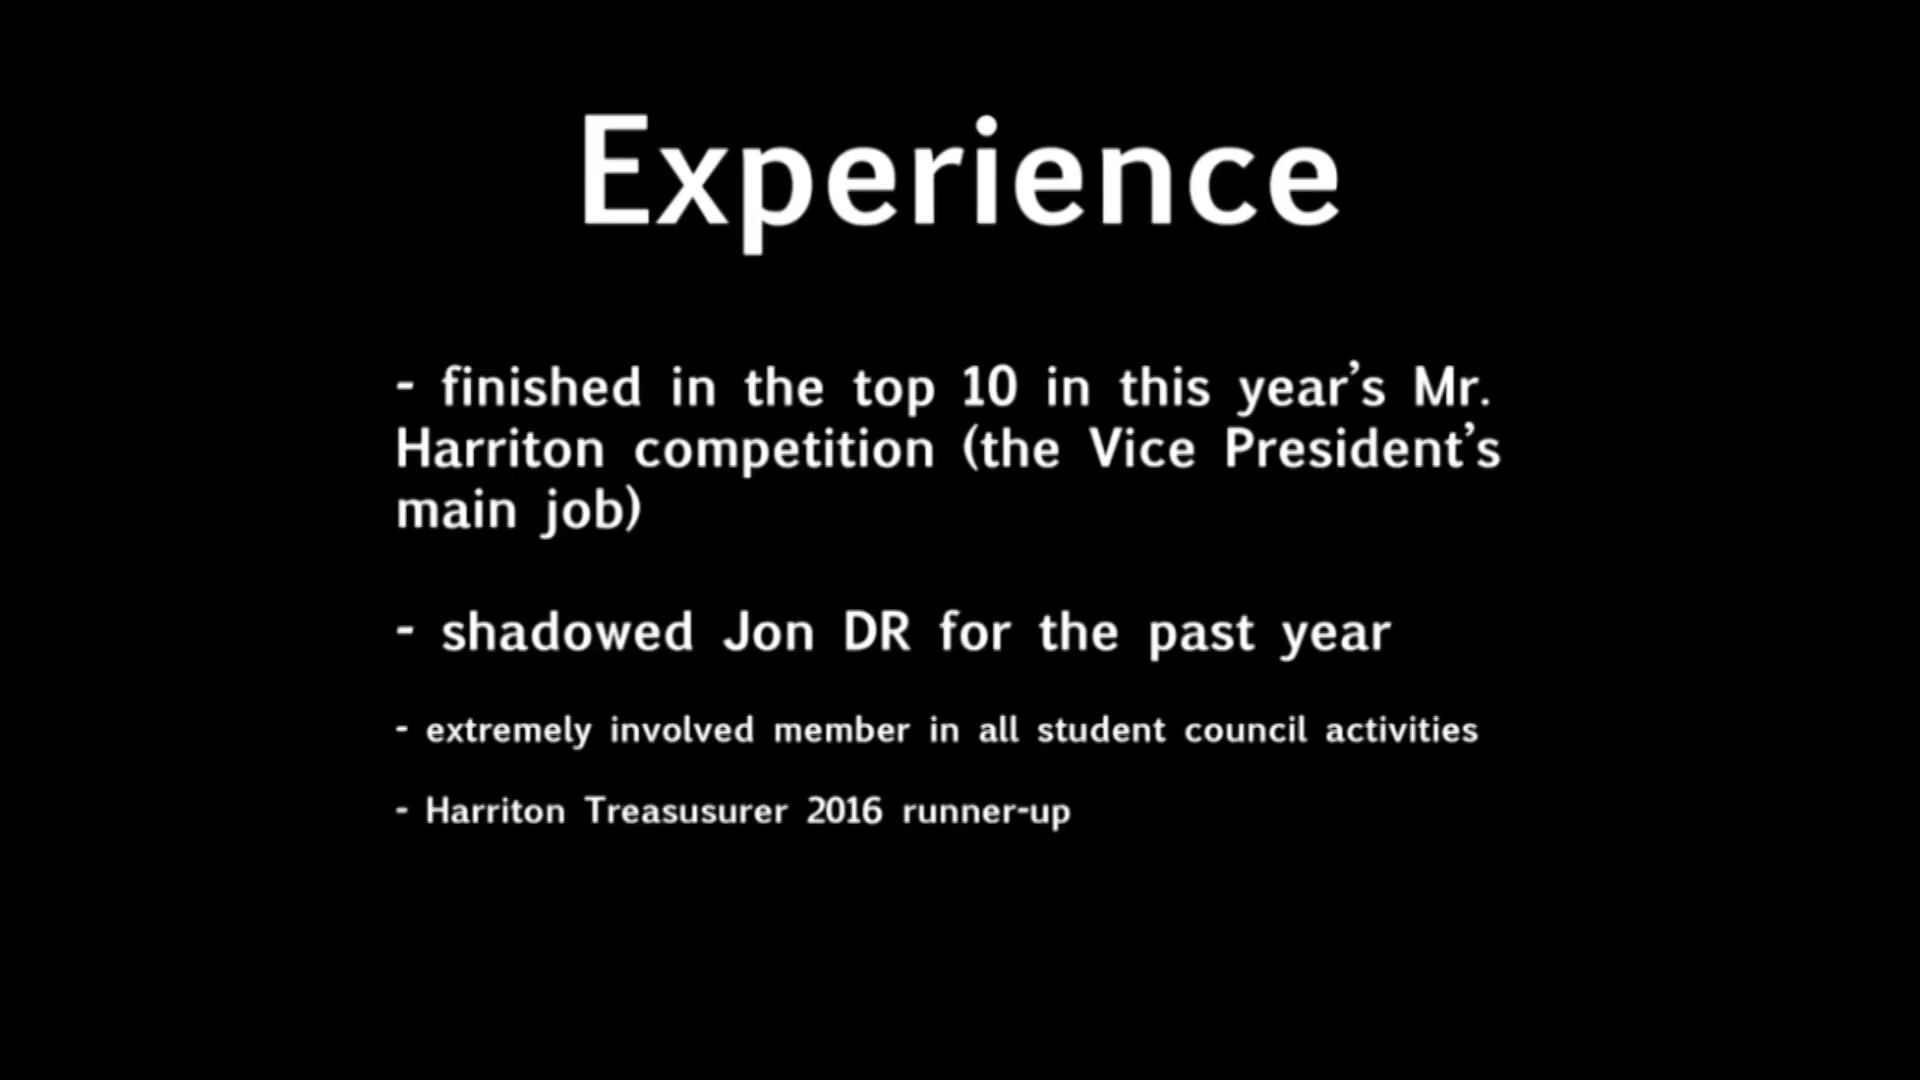 Experience
- finished in the top 10 in this year’s Mr.
Harriton competition (the Vice President’s
main job)
- shadowed Jon DR for the past year
- extremely involved member in all student council activities
- Harriton Treasusurer 2016 runner-up